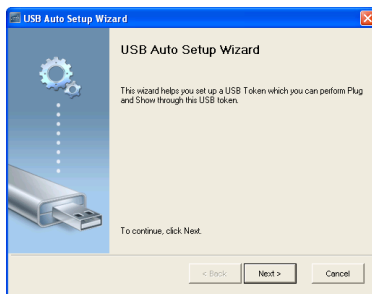 USB Auto Setup Wizard
USB Auto Setup Wizard
This wizard helps you set up a USB Token which you can perform Plug
and Show through this USB token.
To continue, click Next.
< Back Next > Cancel